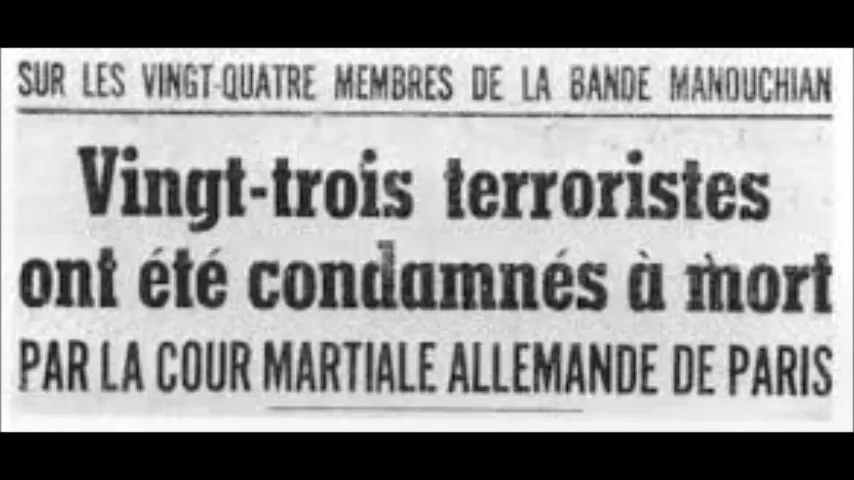 SUR LES VINGT-QUATRE MEMBRES DE LA BANDE MANOUCHIAN
Vingt-trois terroristes
ont été condamnés à mort
PAR LA COUR MARTIALE ALLEMANDE DE PARIS